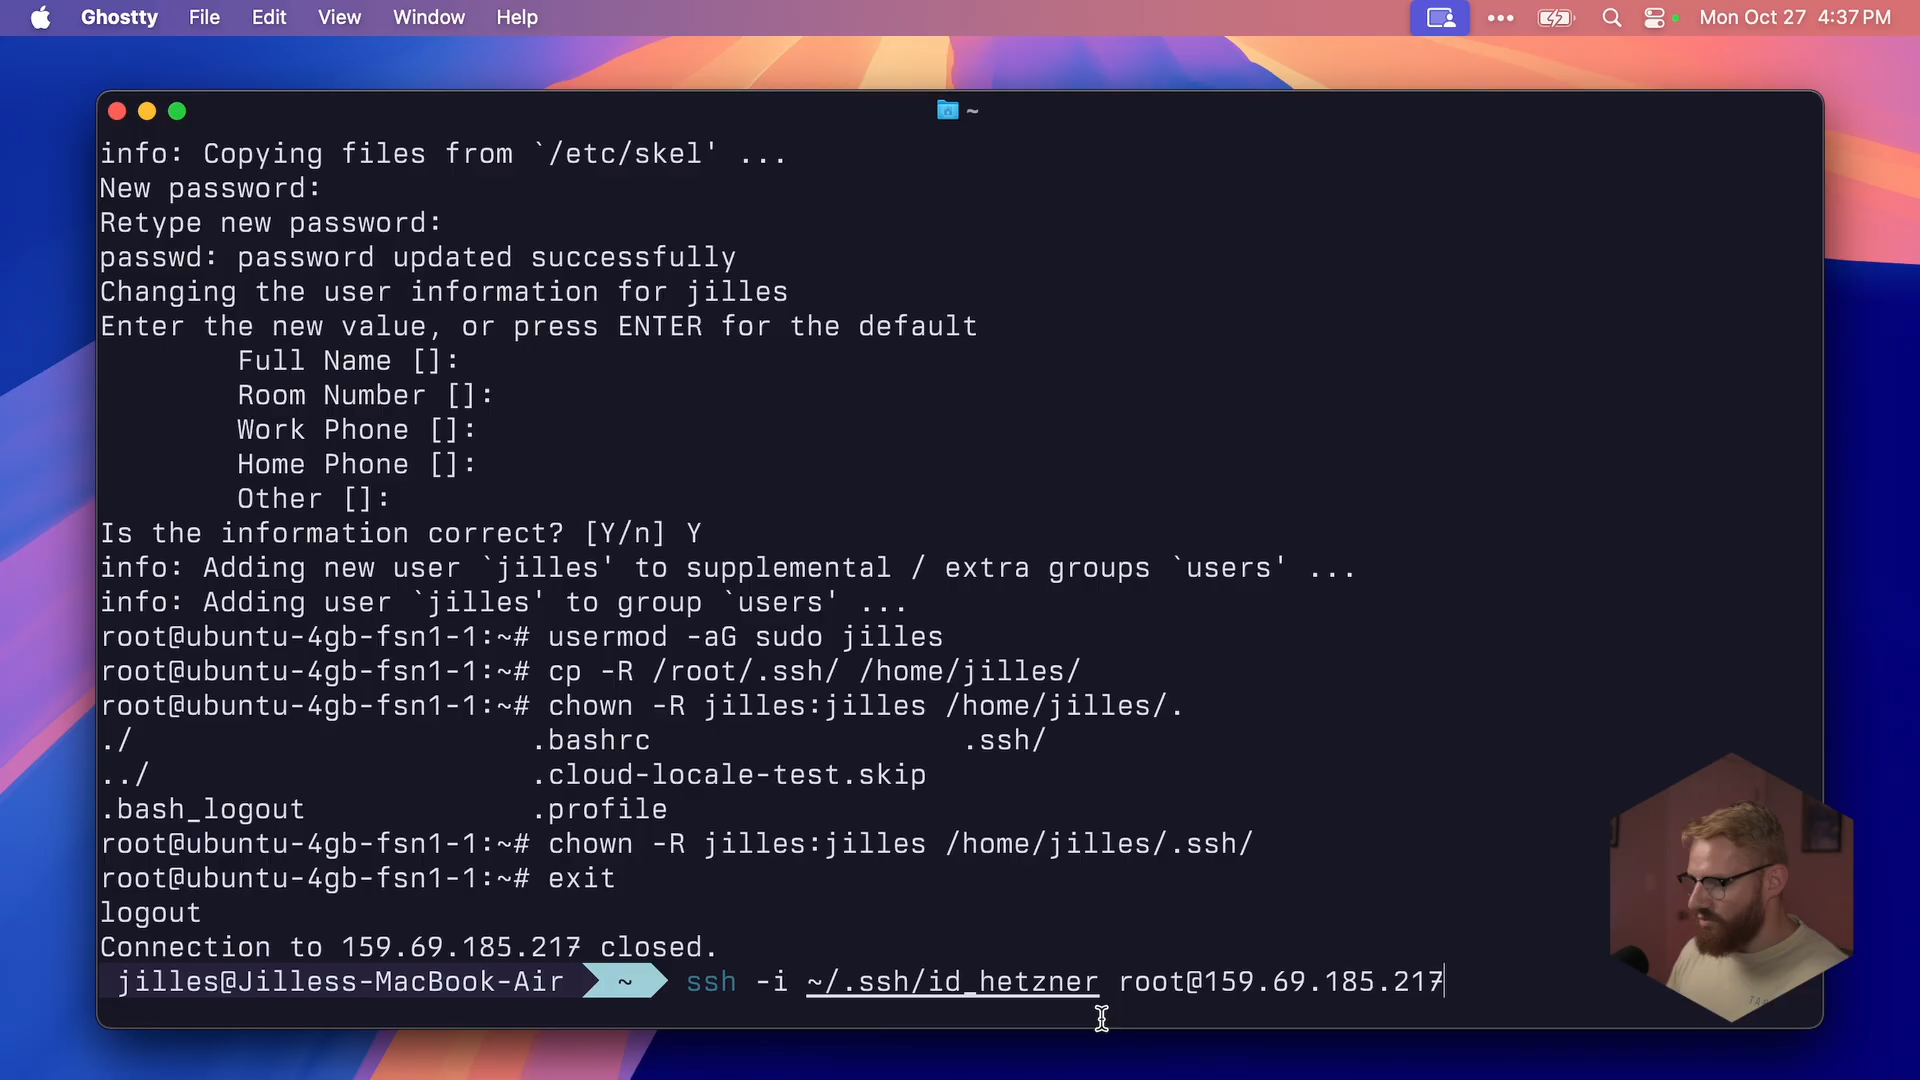 Ghostty File Edit View Window Help Mon Oct 27 4:37 PM
~
info: Copying files from `/etc/skel' ...
New password:
Retype new password:
passwd: password updated successfully
Changing the user information for jilles
Enter the new value, or press ENTER for the default
Full Name []:
Room Number []:
Work Phone []:
Home Phone []:
Other []:
Is the information correct? [Y/n] Y
info: Adding new user `jilles' to supplemental / extra groups `users' ...
info: Adding user `jilles' to group `users' ...
root@ubuntu-4gb-fsn1-1:~# usermod -aG sudo jilles
root@ubuntu-4gb-fsn1-1:~# cp -R /root/.ssh/ /home/jilles/
root@ubuntu-4gb-fsn1-1:~# chown -R jilles:jilles /home/jilles/.
./ .bashrc .ssh/
../ .cloud-locale-test.skip
.bash_logout .profile
root@ubuntu-4gb-fsn1-1:~# chown -R jilles:jilles /home/jilles/.ssh/
root@ubuntu-4gb-fsn1-1:~# exit
logout
Connection to 159.69.185.217 closed.
jilles@Jilless-MacBook-Air ~ ssh -i ~/.ssh/id_hetzner root@159.69.185.217